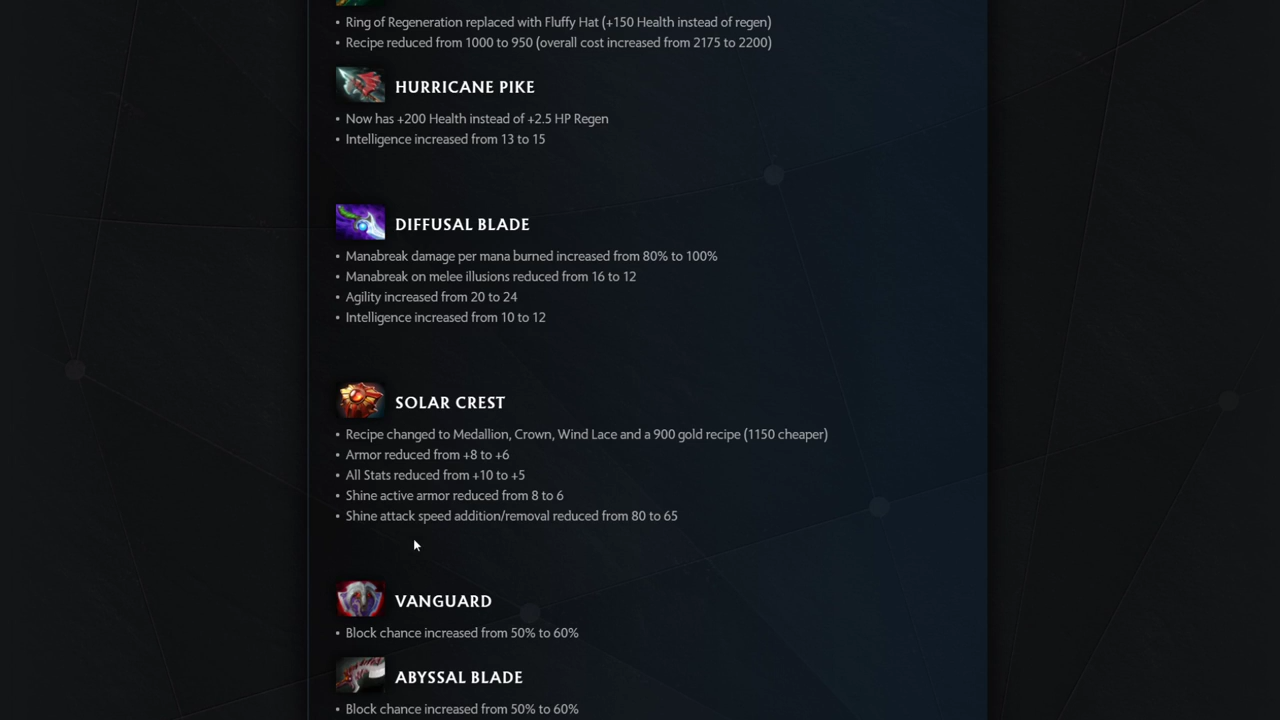 • Ring of Regeneration replaced with Fluffy Hat (+150 Health instead of regen)
• Recipe reduced from 1000 to 950 (overall cost increased from 2175 to 2200)
HURRICANE PIKE
• Now has +200 Health instead of +2.5 HP Regen
• Intelligence increased from 13 to 15
DIFFUSAL BLADE
• Manabreak damage per mana burned increased from 80% to 100%
• Manabreak on melee illusions reduced from 16 to 12
• Agility increased from 20 to 24
• Intelligence increased from 10 to 12
SOLAR CREST
• Recipe changed to Medallion, Crown, Wind Lace and a 900 gold recipe (1150 cheaper)
• Armor reduced from +8 to +6
• All Stats reduced from +10 to +5
• Shine active armor reduced from 8 to 6
• Shine attack speed addition/removal reduced from 80 to 65
VANGUARD
• Block chance increased from 50% to 60%
ABYSSAL BLADE
• Block chance increased from 50% to 60%